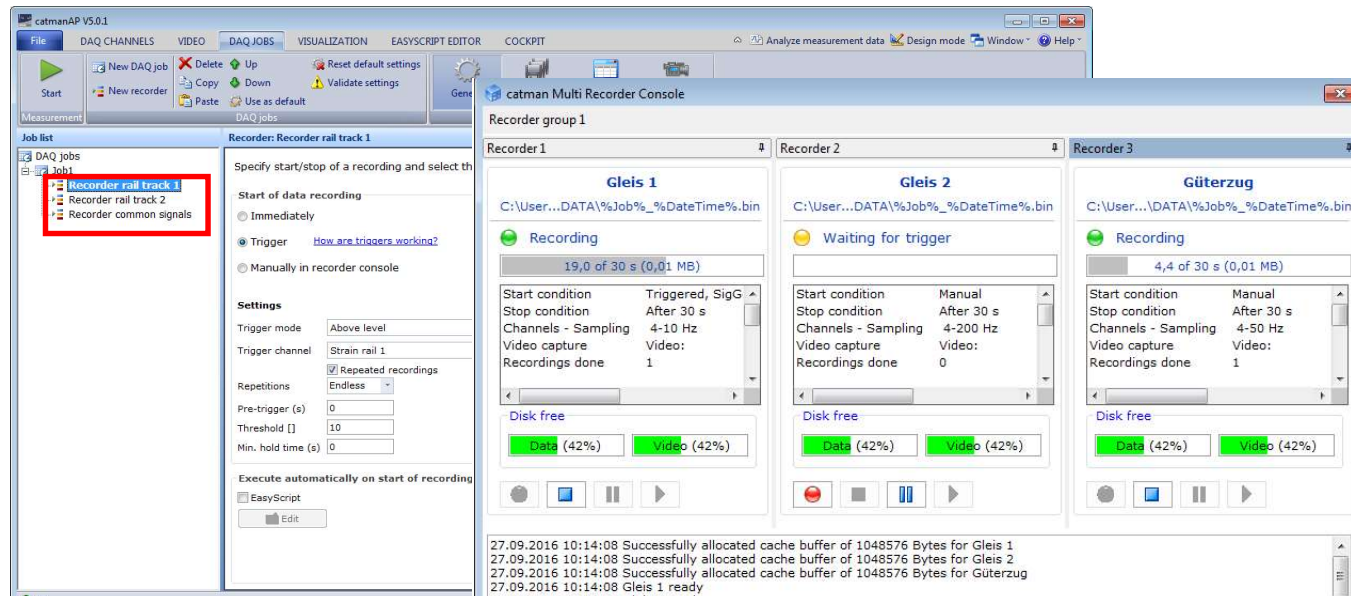 catmanAP V5.0.1
File DAQ CHANNELS VIDEO DAQ JOBS VISUALIZATION EASYSCRIPT EDITOR COCKPIT Analyze measurement data Design mode Window Help
Start
New DAQ job
New recorder
Delete
Copy
Paste
Up
Down
Use as default
Reset default settings
Validate settings
Gene
Measurement
DAQ jobs
Job list
DAQ jobs
Job1
Recorder rail track 1
Recorder rail track 2
Recorder common signals
Recorder: Recorder rail track 1
Specify start/stop of a recording and select th
Start of data recording
Immediately
Trigger How are triggers working?
Manually in recorder console
Settings
Trigger mode Above level
Trigger channel Strain rail 1
Repeated recordings
Repetitions Endless
Pre-trigger (s) 0
Threshold [] 10
Min. hold time (s) 0
Execute automatically on start of recording
EasyScript
Edit
catman Multi Recorder Console
Recorder group 1
Recorder 1
Gleis 1
C:\User...DATA\%Job%_%DateTime%.bin
Recording
19,0 of 30 s (0,01 MB)
Start condition Triggered, SigG
Stop condition After 30 s
Channels - Sampling 4-10 Hz
Video capture Video:
Recordings done 1
Disk free
Data (42%) Video (42%)
Recorder 2
Gleis 2
C:\User...DATA\%Job%_%DateTime%.bin
Waiting for trigger
Start condition Manual
Stop condition After 30 s
Channels - Sampling 4-200 Hz
Video capture Video:
Recordings done 0
Disk free
Data (42%) Video (42%)
Recorder 3
Güterzug
C:\User...\DATA\%Job%_%DateTime%.bin
Recording
4,4 of 30 s (0,01 MB)
Start condition Manual
Stop condition After 30 s
Channels - Sampling 4-50 Hz
Video capture Video:
Recordings done 1
Disk free
Data (42%) Video (42%)
27.09.2016 10:14:08 Successfully allocated cache buffer of 1048576 Bytes for Gleis 1
27.09.2016 10:14:08 Successfully allocated cache buffer of 1048576 Bytes for Gleis 2
27.09.2016 10:14:08 Successfully allocated cache buffer of 1048576 Bytes for Güterzug
27.09.2016 10:14:08 Gleis 1 ready